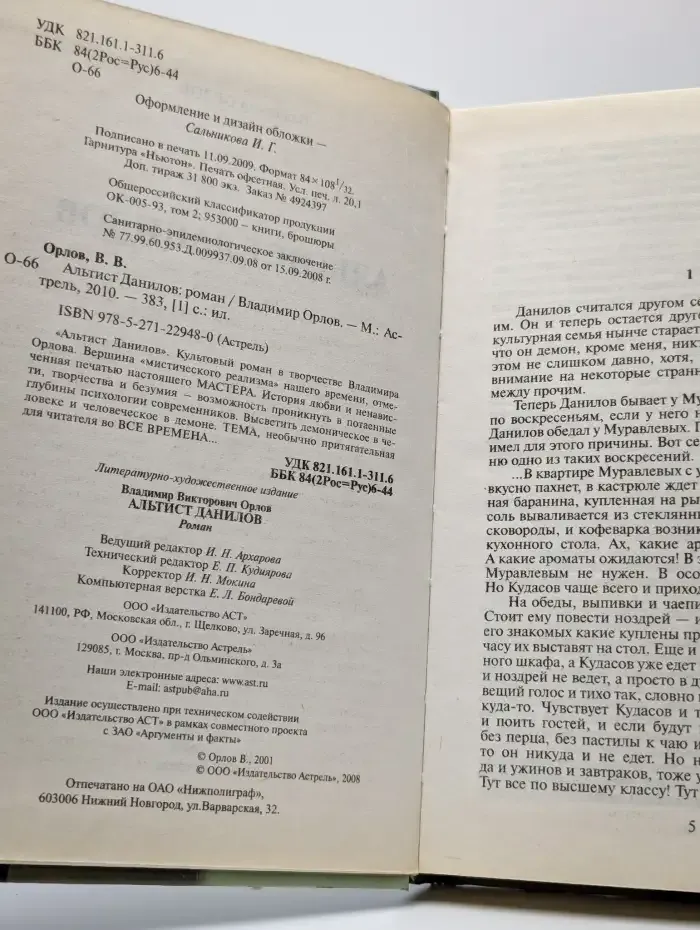 УДК 821.161.1-311.6
ББК 84(2Рос=Рус)6-44
О-66
Оформление и дизайн обложки —
Сальникова И. Г.
Подписано в печать 11.09.2009. Формат 84×108 1/32.
Гарнитура «Ньютон». Печать офсетная. Усл. печ. л. 20,1
Доп. тираж 31 800 экз. Заказ № 4924397
Общероссийский классификатор продукции
ОК-005-93, том 2; 953000 – книги, брошюры
Санитарно-эпидемиологическое заключение
№ 77.99.60.953.Д.009937.09.08 от 15.09.2008 г.
Орлов, В. В.
О-66 Альтист Данилов: роман / Владимир Орлов. – М.: Ас-
трель, 2010. — 383, [1] с.: ил.
ISBN 978-5-271-22948-0 (Астрель)
«Альтист Данилов». Культовый роман в творчестве Владимира
Орлова. Вершина «мистического реализма» нашего времени, отме-
ченная печатью настоящего МАСТЕРА. История любви и ненавис-
ти, творчества и безумия – возможность проникнуть в потаенные
глубины психологии современников. Высветить демоническое в че-
ловеке и человеческое в демоне. ТЕМА, необычно притягательная
для читателя во ВСЕ ВРЕМЕНА...
УДК 821.161.1-311.6
ББК 84(2Рос=Рус)6-44
Литературно-художественное издание
Владимир Викторович Орлов
АЛЬТИСТ ДАНИЛОВ
Роман
Ведущий редактор И. Н. Архарова
Технический редактор Е. П. Кудиярова
Корректор И. Н. Мокина
Компьютерная верстка Е. Л. Бондаревой
ООО «Издательство АСТ»
141100, РФ, Московская обл., г. Щелково, ул. Заречная, д. 96
ООО «Издательство Астрель»
129085, г. Москва, пр-д Ольминского, д. 3а
Наши электронные адреса: www.ast.ru
E-mail: astpub@aha.ru
Издание осуществлено при техническом содействии
ООО «Издательство АСТ» в рамках совместного проекта
с ЗАО «Аргументы и факты»
© Орлов В., 2001
© ООО «Издательство Астрель», 2008
Отпечатано на ОАО «Нижполиграф»,
603006 Нижний Новгород, ул.Варварская, 32.
1
Данилов считался другом се
им. Он и теперь остается друго
культурная семья нынче старает
что он демон, кроме меня, никт
этом не слишком давно, хотя,
внимание на некоторые странн
между прочим.
Теперь Данилов бывает у Му
по воскресеньям, если у него н
Данилов обедал у Муравлевых. П
имел для этого причины. Вот се
ню одно из таких воскресений.
...В квартире Муравлевых с у
вкусно пахнет, в кастрюле ждет
ная баранина, купленная на ры
соль вываливается из стеклянны
сковороды, и кофеварка возник
кухонного стола. Ах, какие ар
А какие ароматы ожидаются! В э
Муравлевым не нужен. В осо
Но Кудасов чаще всего и приход
На обеды, выпивки и чаепи
Стоит ему повести ноздрей — и
его знакомых какие куплены пр
часу их выставят на стол. Еще и
ного шкафа, а Кудасов уже едет
и ноздрей не ведет, а просто в ду
вещий голос и тихо так, словно
куда-то. Чувствует Кудасов и т
и поить гостей, и если будут
без перца, без пастилы к чаю и
то он никуда и не едет. Но н
да и ужинов и завтраков, тоже у
Тут все по высшему классу! Тут
5